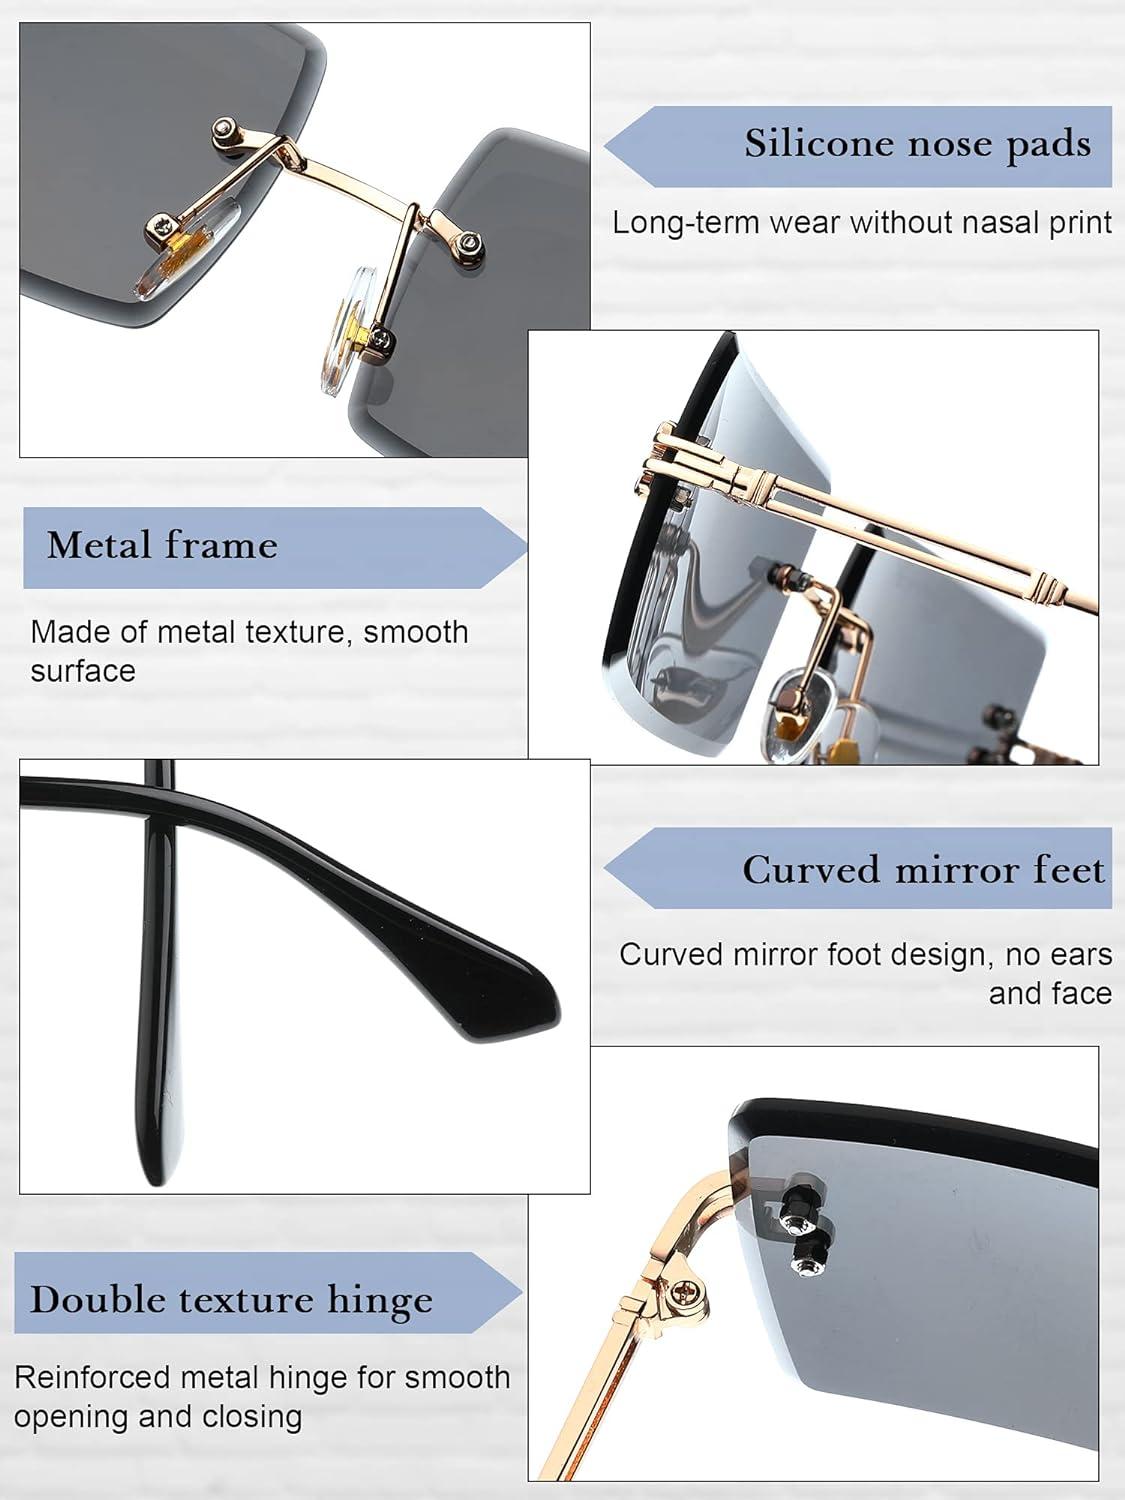 Silicone nose pads
Long-term wear without nasal print
Metal frame
Made of metal texture, smooth
surface
Curved mirror feet
Curved mirror foot design, no ears
and face
Double texture hinge
Reinforced metal hinge for smooth
opening and closing